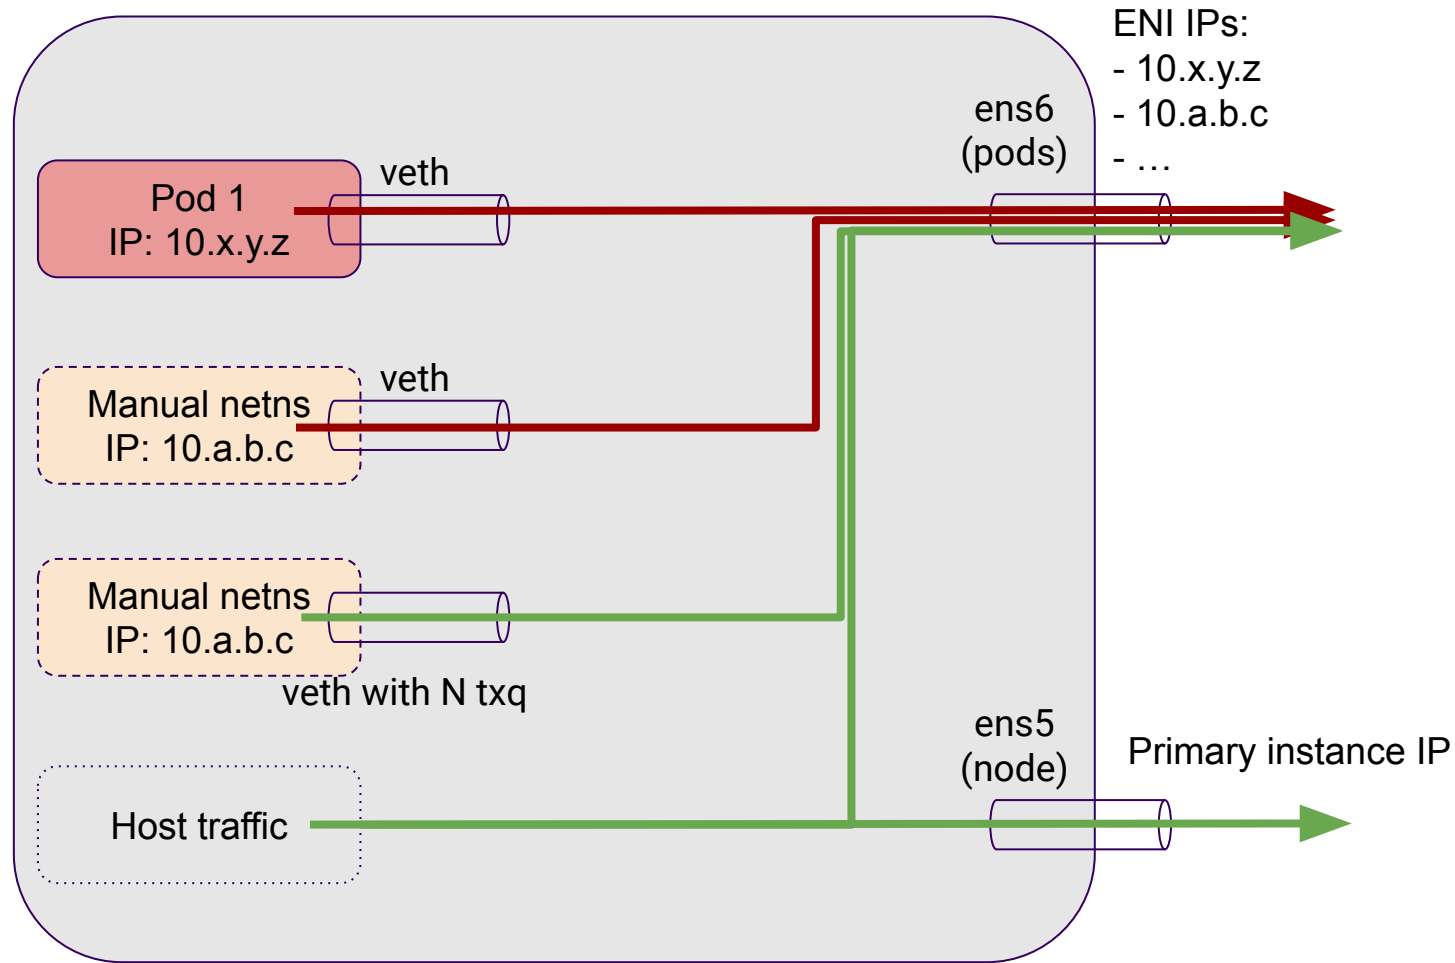 ENI IPs:
- 10.x.y.z
- 10.a.b.c
- …
ens6
(pods)
veth
Pod 1
IP: 10.x.y.z
veth
Manual netns
IP: 10.a.b.c
Manual netns
IP: 10.a.b.c
veth with N txq
ens5
(node)
Primary instance IP
Host traffic